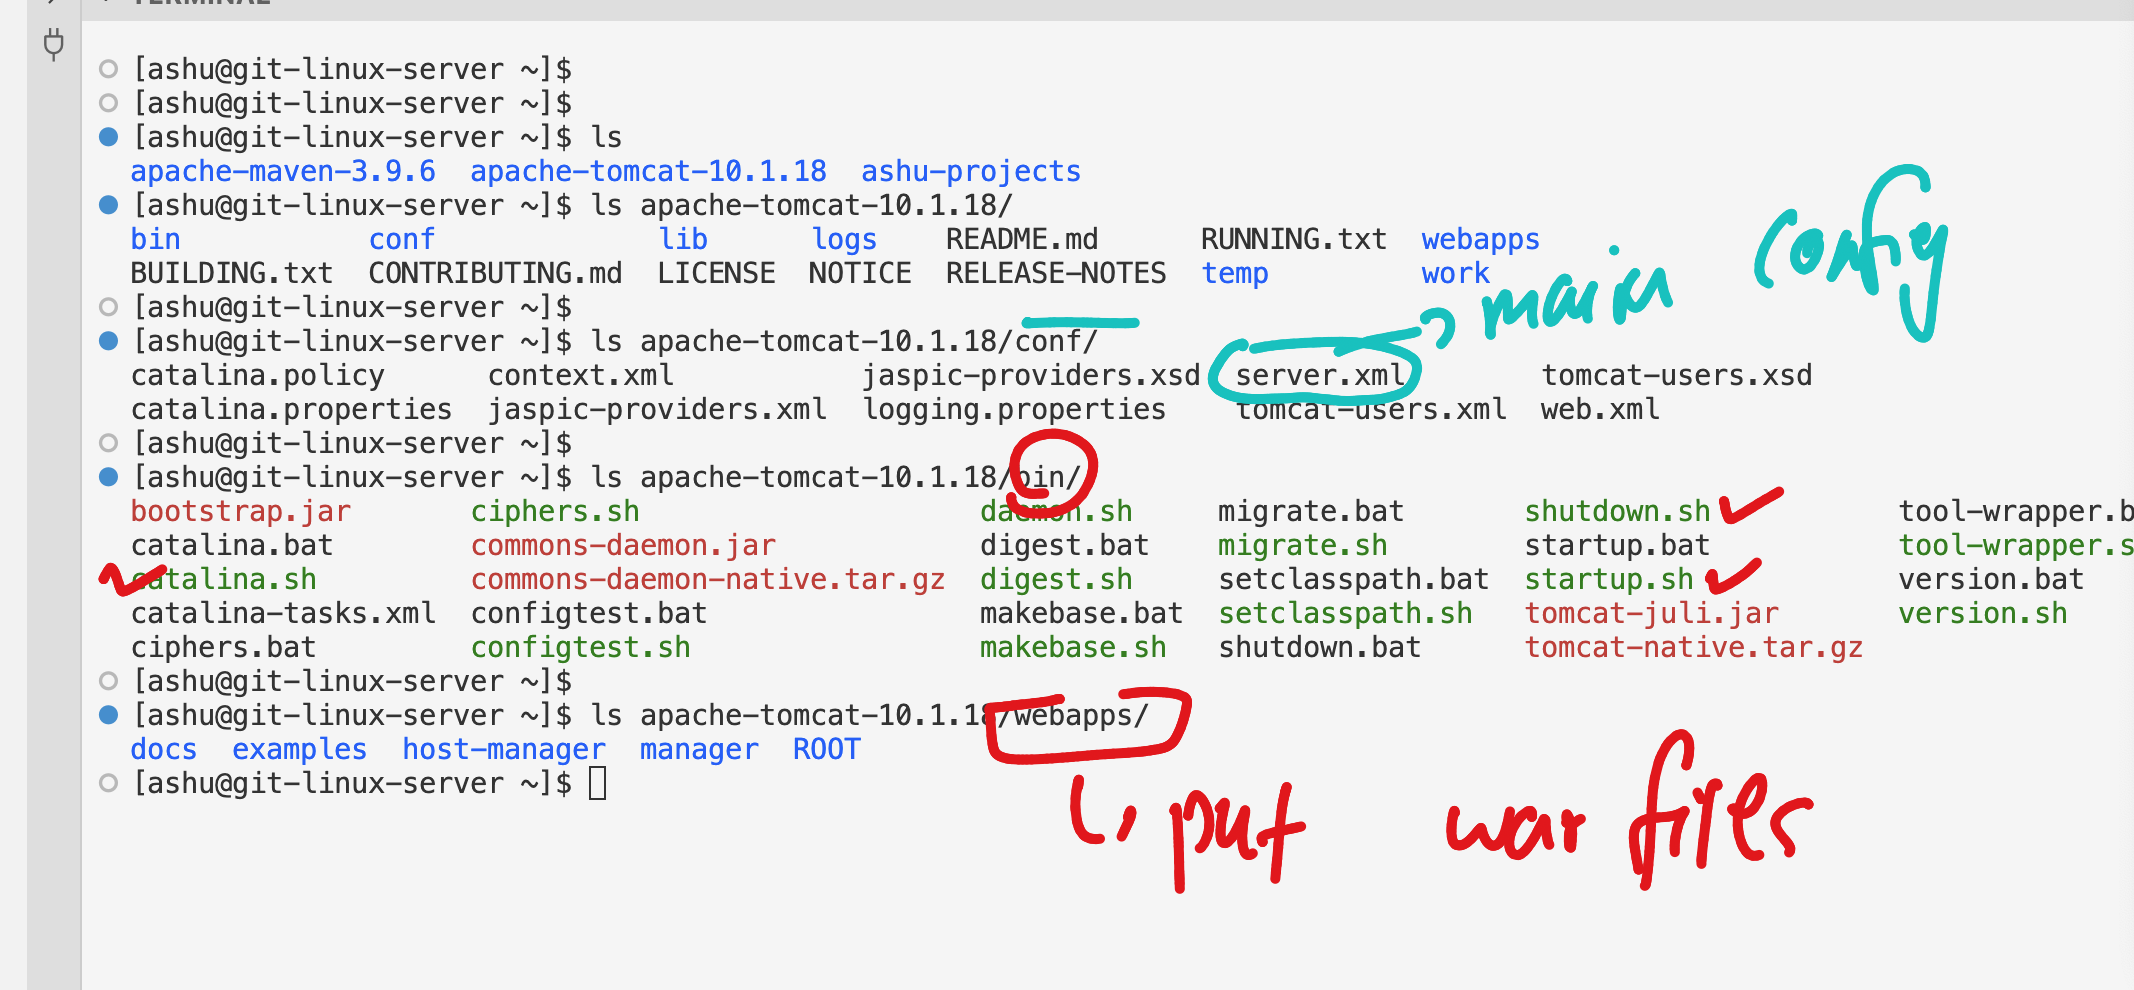 TERMINAL
[ashu@git-linux-server ~]$
[ashu@git-linux-server ~]$
[ashu@git-linux-server ~]$ ls
apache-maven-3.9.6  apache-tomcat-10.1.18  ashu-projects
[ashu@git-linux-server ~]$ ls apache-tomcat-10.1.18/
bin           conf             lib      logs    README.md      RUNNING.txt  webapps
BUILDING.txt  CONTRIBUTING.md  LICENSE  NOTICE  RELEASE-NOTES  temp         work
[ashu@git-linux-server ~]$
main config
[ashu@git-linux-server ~]$ ls apache-tomcat-10.1.18/conf/
catalina.policy      context.xml           jaspic-providers.xsd  server.xml        tomcat-users.xsd
catalina.properties  jaspic-providers.xml  logging.properties    tomcat-users.xml  web.xml
[ashu@git-linux-server ~]$
[ashu@git-linux-server ~]$ ls apache-tomcat-10.1.18/bin/
bootstrap.jar       ciphers.sh                    daemon.sh     migrate.bat       shutdown.sh           tool-wrapper.b
catalina.bat        commons-daemon.jar            digest.bat    migrate.sh        startup.bat           tool-wrapper.s
catalina.sh         commons-daemon-native.tar.gz  digest.sh     setclasspath.bat  startup.sh            version.bat
catalina-tasks.xml  configtest.bat                makebase.bat  setclasspath.sh   tomcat-juli.jar       version.sh
ciphers.bat         configtest.sh                 makebase.sh   shutdown.bat      tomcat-native.tar.gz
[ashu@git-linux-server ~]$
[ashu@git-linux-server ~]$ ls apache-tomcat-10.1.18/webapps/
docs  examples  host-manager  manager  ROOT
[ashu@git-linux-server ~]$
put war files